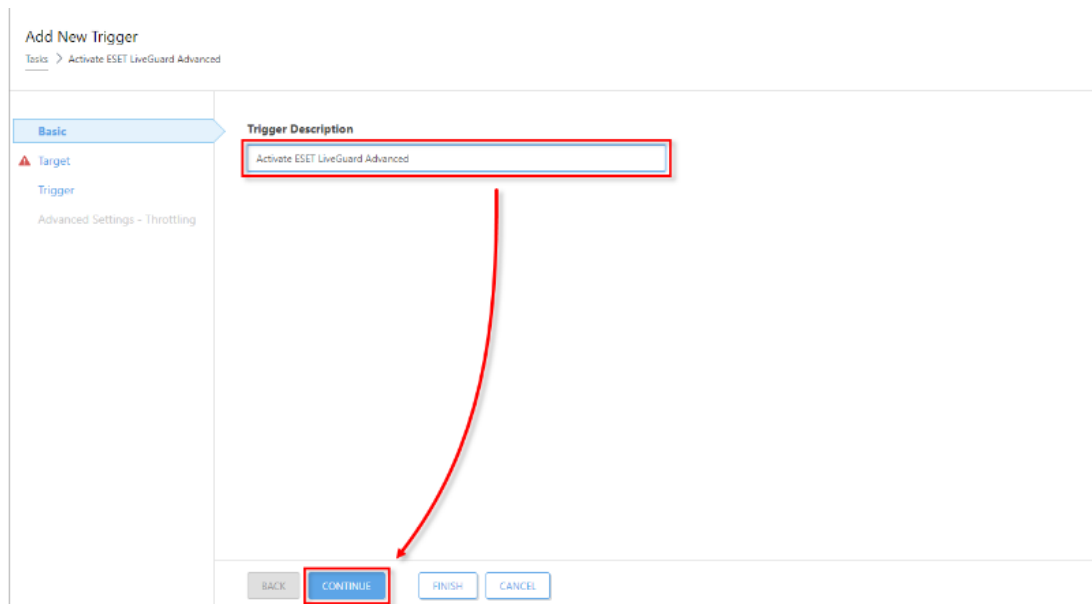 Add New Trigger
Tasks > Activate ESET LiveGuard Advanced
Basic
Target
Trigger
Advanced Settings - Throttling
Trigger Description
Activate ESET LiveGuard Advanced
BACK CONTINUE FINISH CANCEL